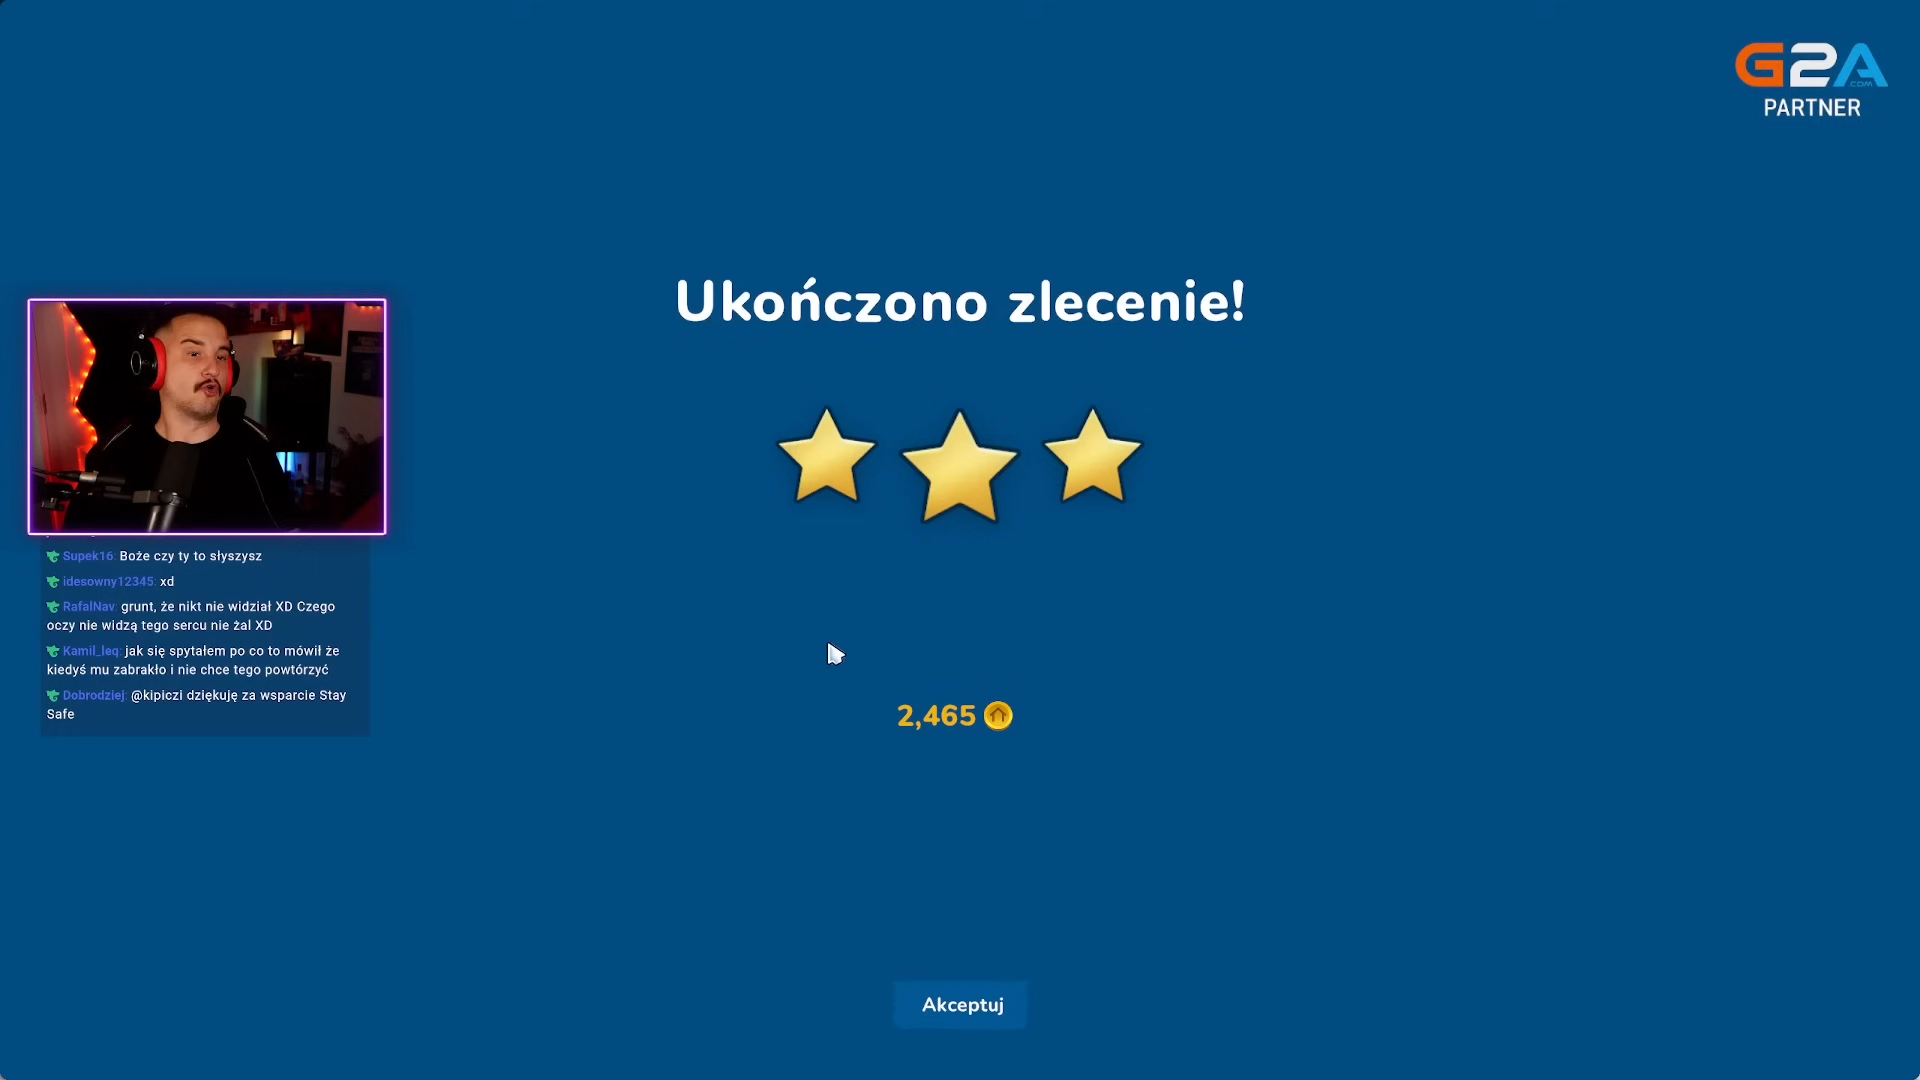 G2A
.COM
PARTNER
Ukończono zlecenie!
Supek16: Boże czy ty to słyszysz
idesowny12345: xd
RafalNav: grunt, że nikt nie widział XD Czego
oczy nie widzą tego sercu nie żal XD
Kamil_leq: jak się spytałem po co to mówił że
kiedyś mu zabrakło i nie chce tego powtórzyć
Dobrodziej: @kipiczi dziękuję za wsparcie Stay
Safe
2,465
Akceptuj